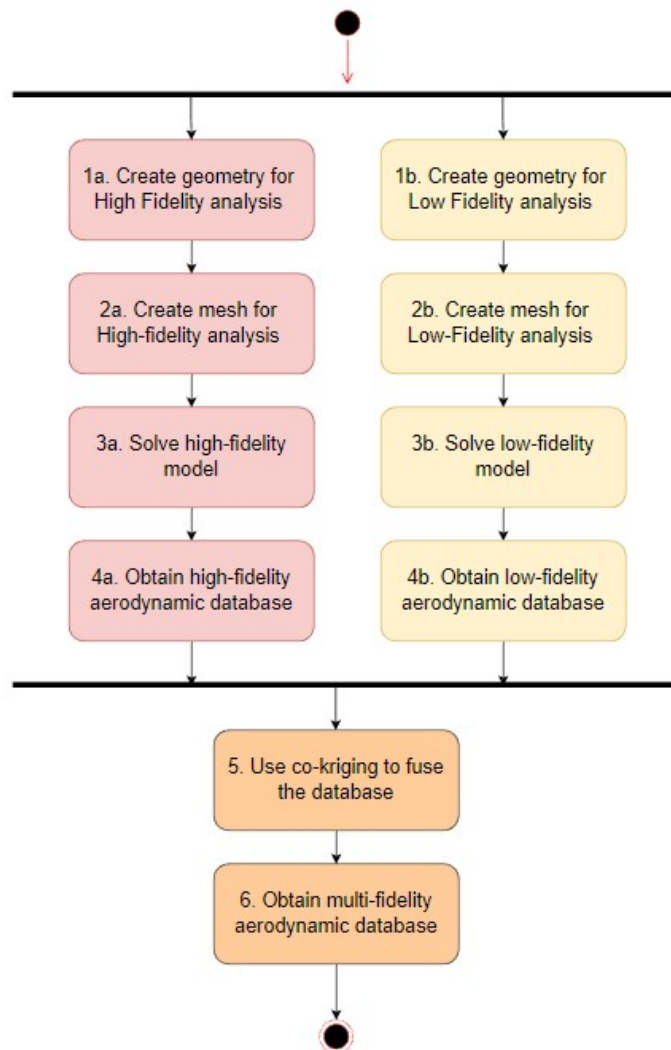 1a. Create geometry for
High Fidelity analysis
1b. Create geometry for
Low Fidelity analysis
2a. Create mesh for
High-fidelity analysis
2b. Create mesh for
Low-Fidelity analysis
3a. Solve high-fidelity
model
3b. Solve low-fidelity
model
4a. Obtain high-fidelity
aerodynamic database
4b. Obtain low-fidelity
aerodynamic database
5. Use co-kriging to fuse
the database
6. Obtain multi-fidelity
aerodynamic database